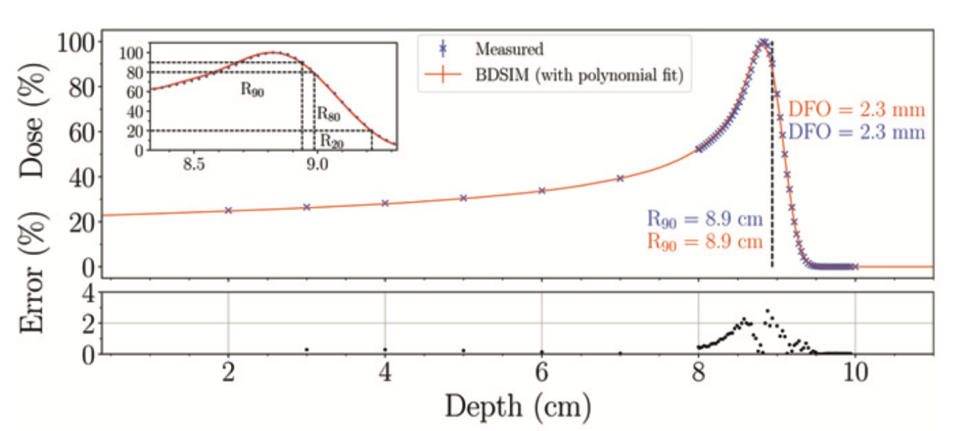 Measured
BDSIM (with polynomial fit)
Dose (%)
100
80
60
40
20
0
100
80
60
40
20
0
R90
R80
R20
8.5
9.0
DFO = 2.3 mm
DFO = 2.3 mm
R90 = 8.9 cm
R90 = 8.9 cm
Error (%)
4
2
0
2
4
6
8
10
Depth (cm)